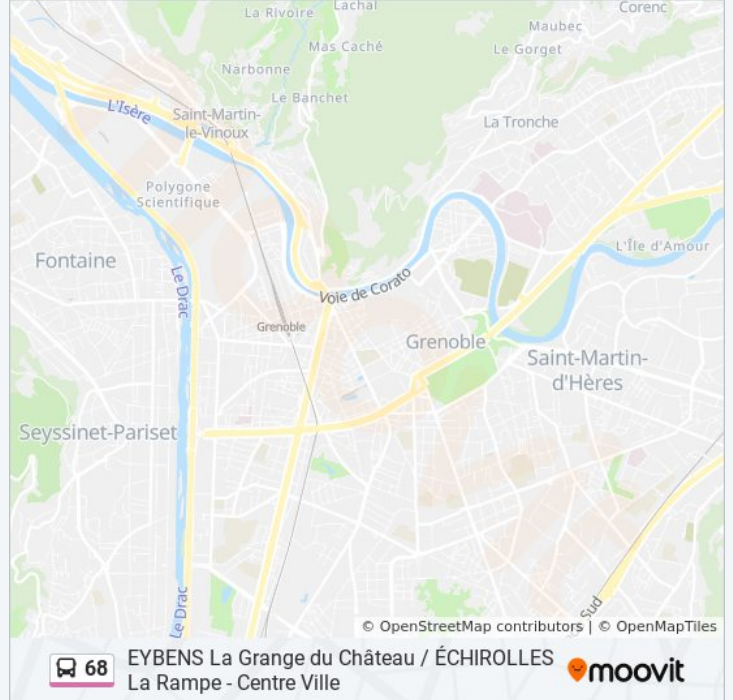 La Rivoire
Lachal
Corenc
Maubec
Mas Caché
Le Gorget
Narbonne
Le Banchet
L'Isère
Saint-Martin-
le-Vinoux
La Tronche
Polygone
Scientifique
L'Île d'Amour
Fontaine
Le Drac
Voie de Corato
Grenoble
Grenoble
Saint-Martin-
d'Hères
Seyssinet-Pariset
Le Drac
Sud
© OpenStreetMap contributors | © OpenMapTiles
68
EYBENS La Grange du Château / ÉCHIROLLES
La Rampe - Centre Ville
moovit